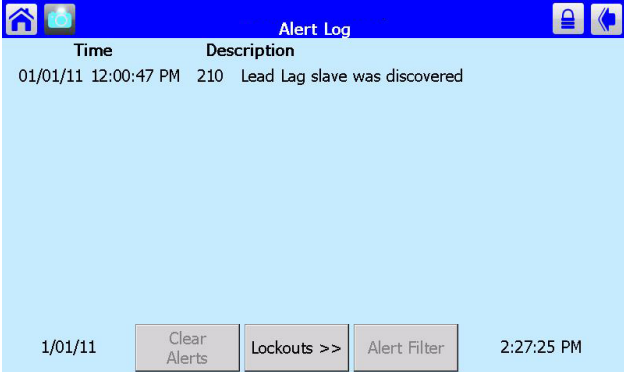 Alert Log
Time Description
01/01/11 12:00:47 PM 210 Lead Lag slave was discovered
1/01/11 Clear Alerts Lockouts >> Alert Filter 2:27:25 PM